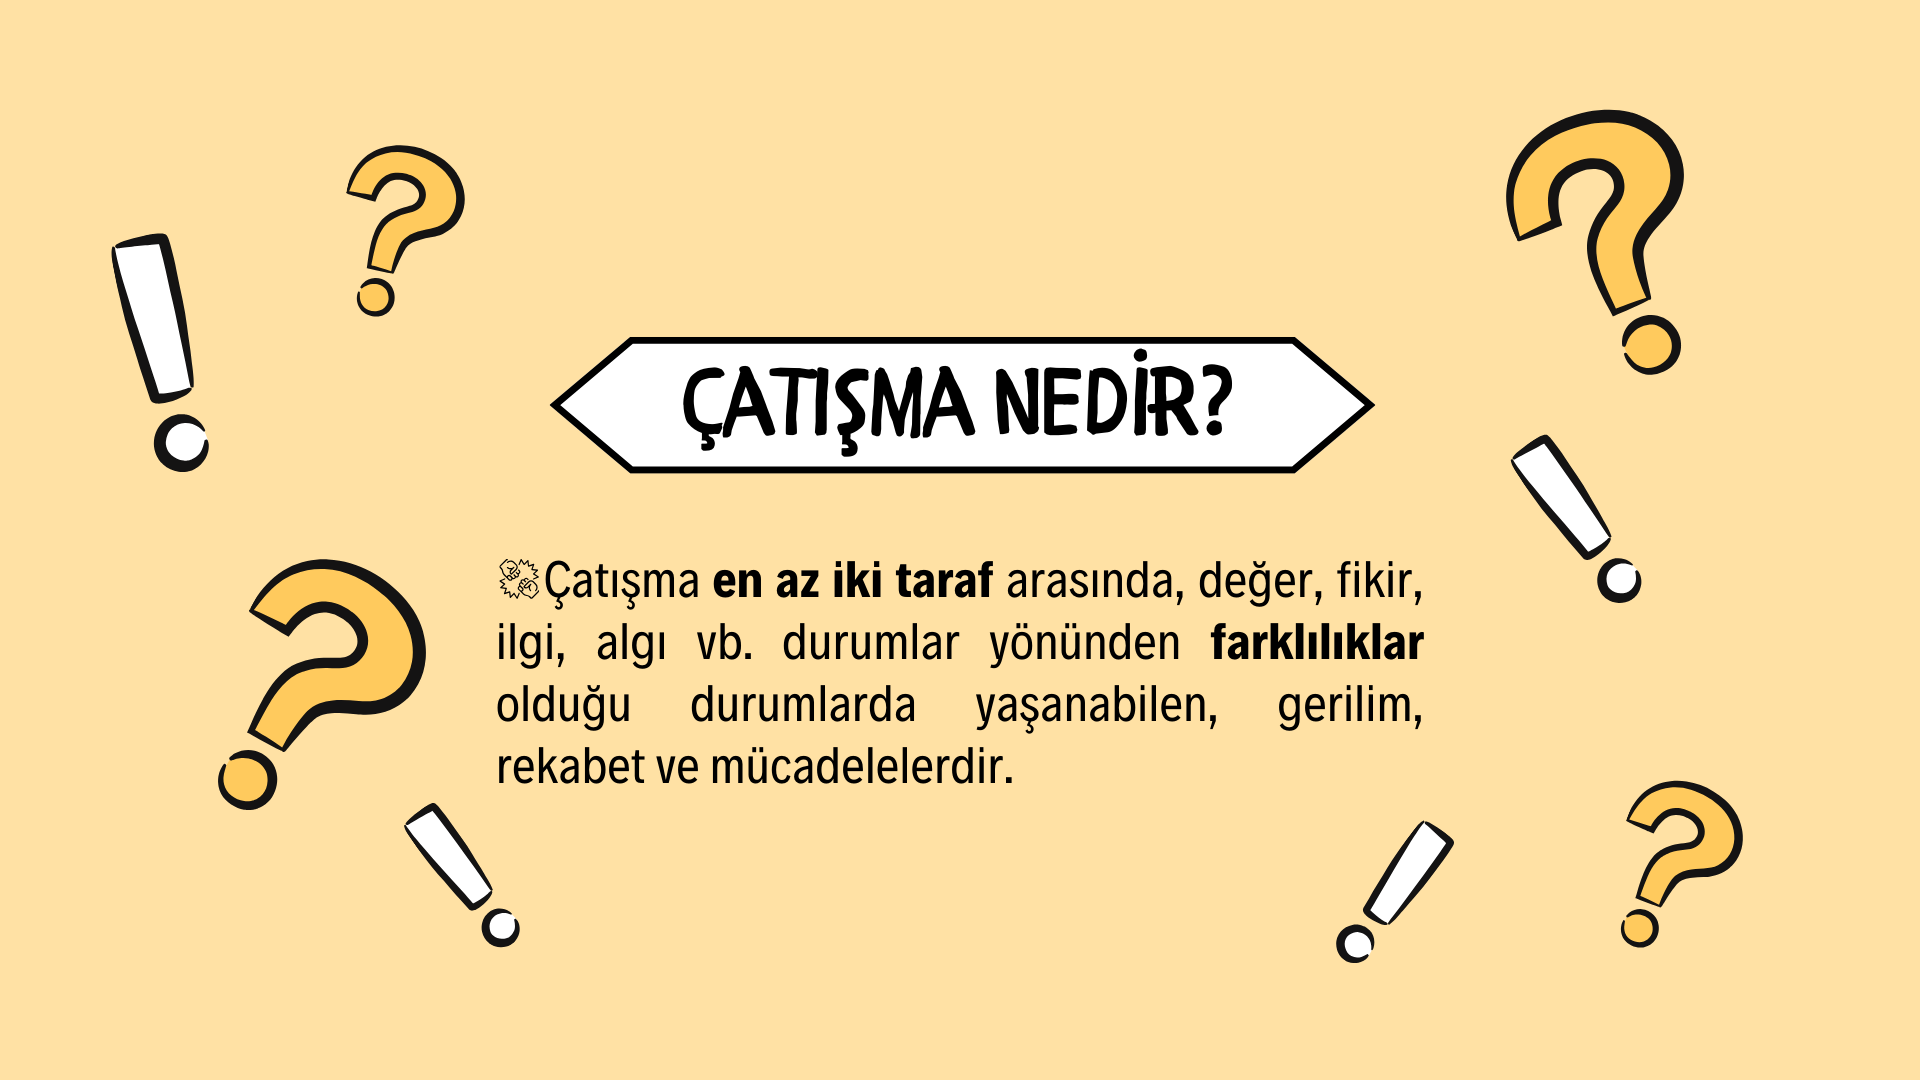 ÇATIŞMA NEDİR?
Çatışma en az iki taraf arasında, değer, fikir,
ilgi, algı vb. durumlar yönünden farklılıklar
olduğu durumlarda yaşanabilen, gerilim,
rekabet ve mücadelelerdir.